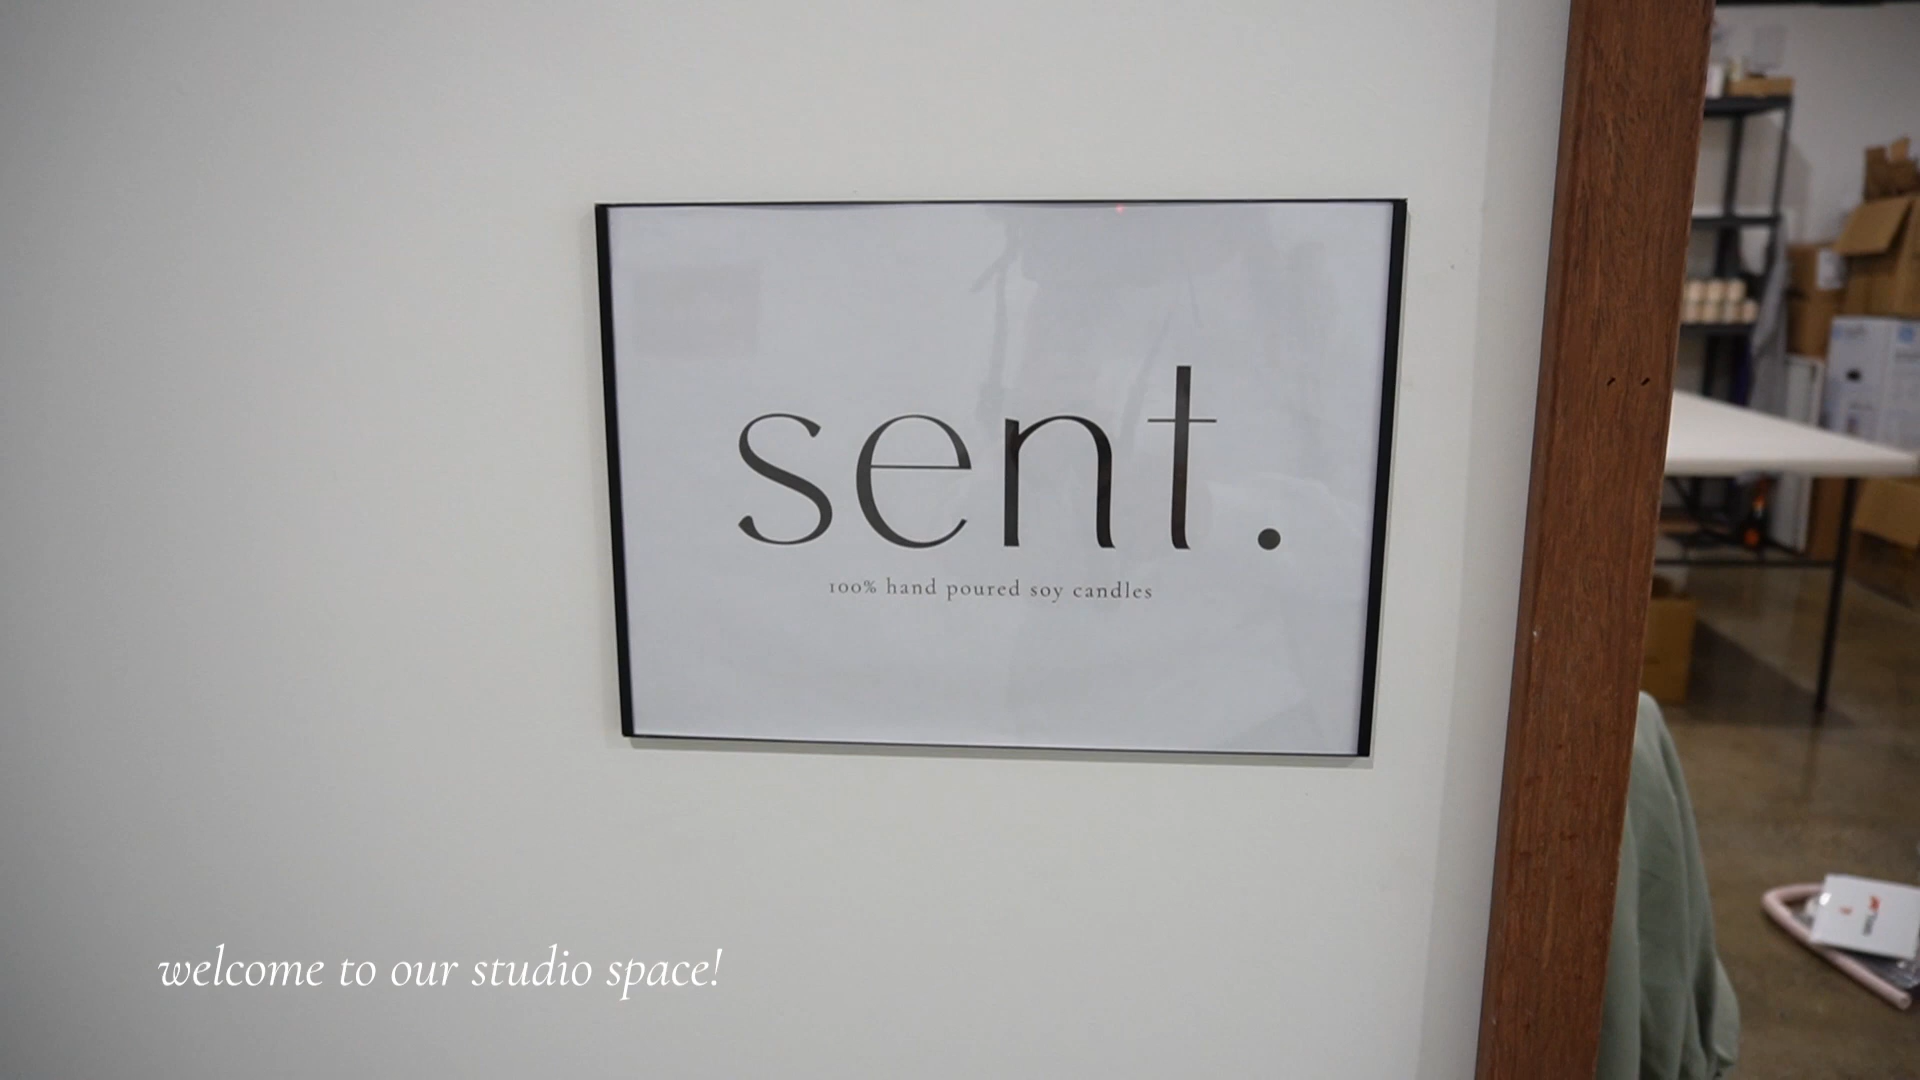 sent.
100% hand poured soy candles
welcome to our studio space!